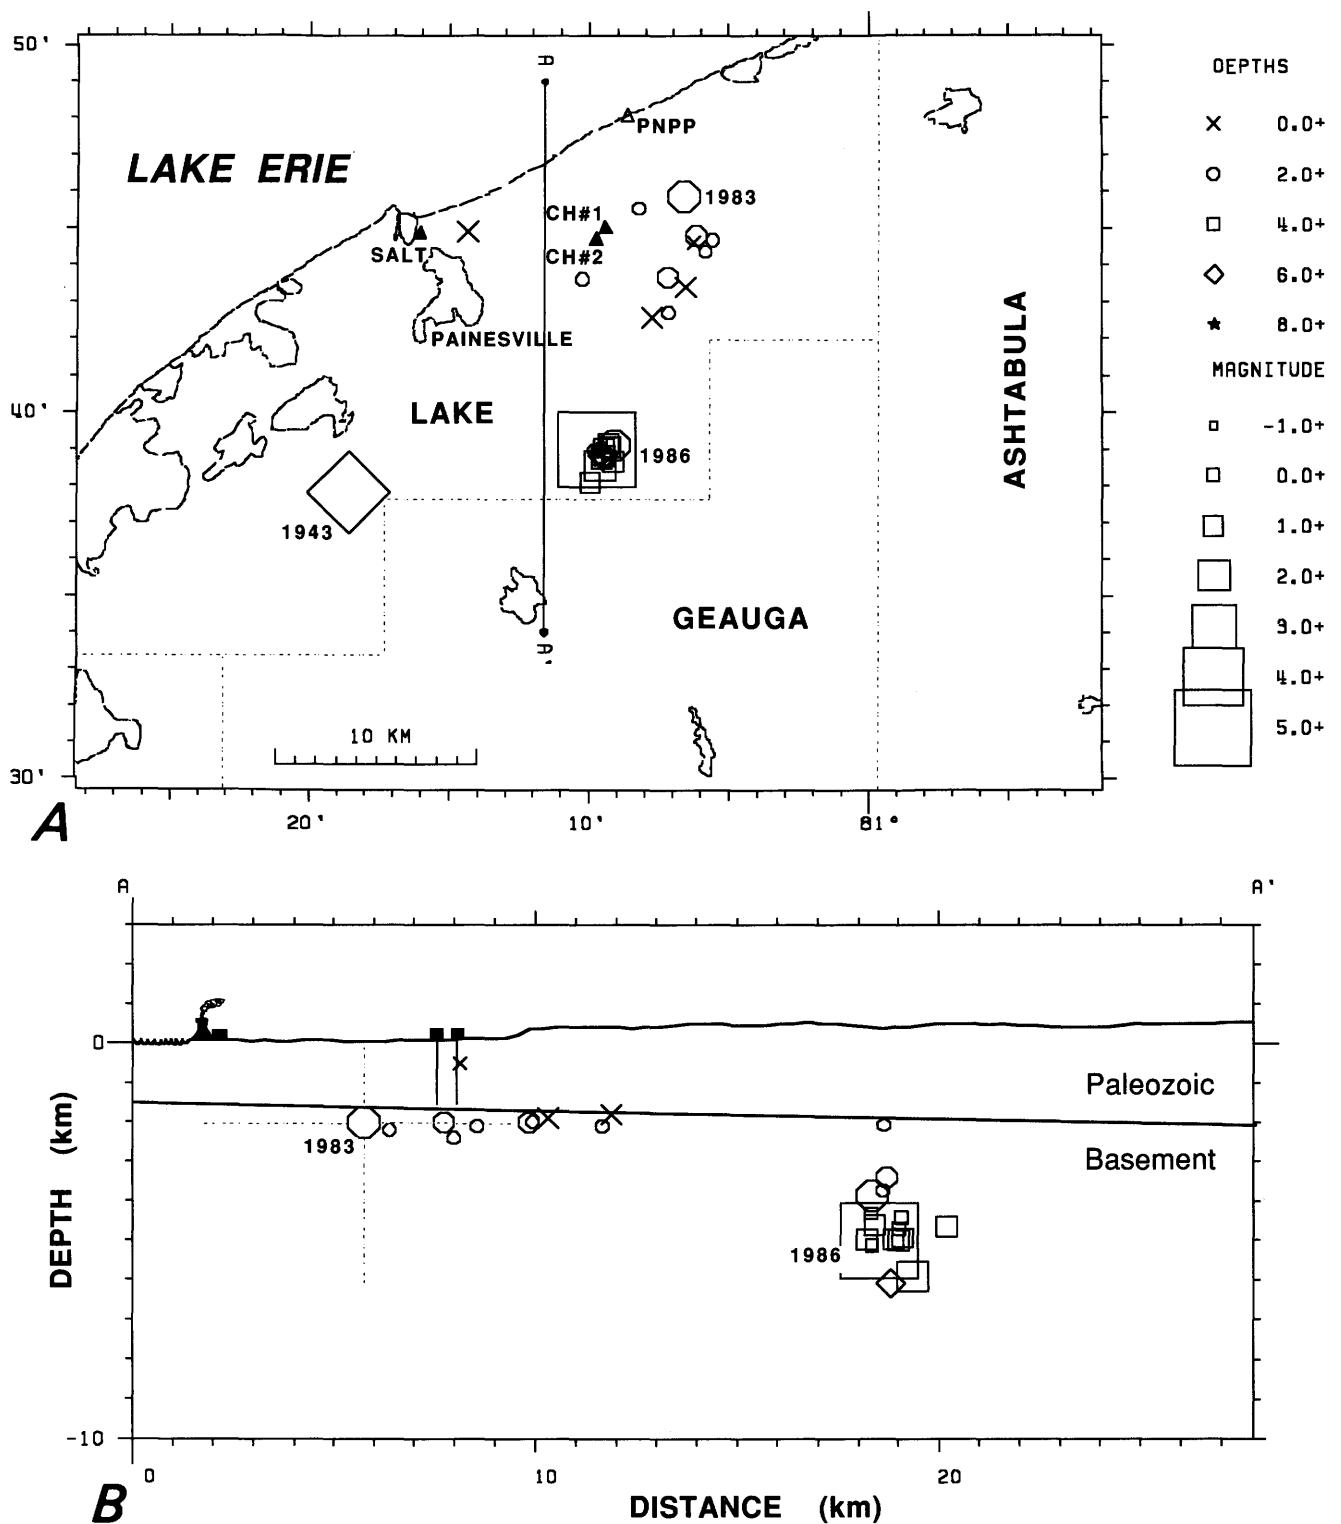 50'
A
DEPTHS
0.0+
2.0+
4.0+
6.0+
8.0+
MAGNITUDE
-1.0+
0.0+
1.0+
2.0+
3.0+
4.0+
5.0+
PNPP
LAKE ERIE
1983
CH#1
SALT
CH#2
PAINESVILLE
ASHTABULA
40'
LAKE
1986
1943
GEAUGA
A'
10 KM
30'
A
20'
10'
81°
A
A'
0
Paleozoic
1983
Basement
DEPTH (km)
1986
-10
0
10
20
B
DISTANCE (km)